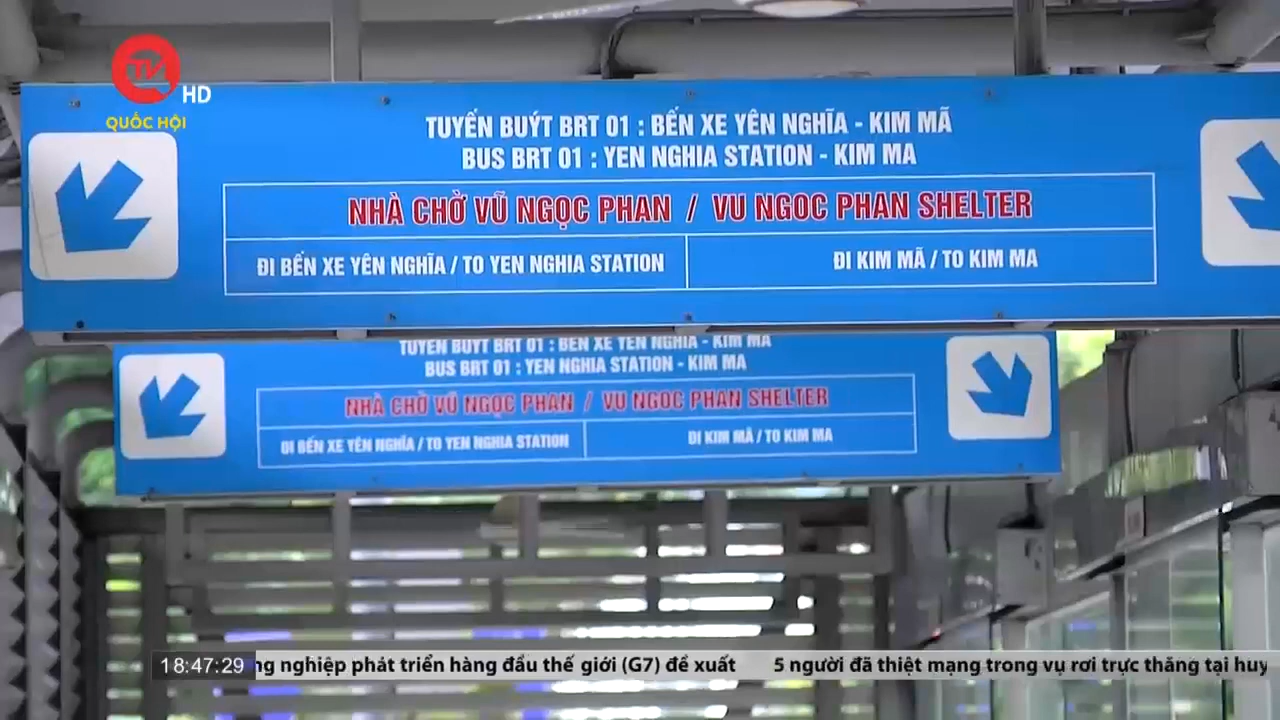 HD
QUỐC HỘI
TUYẾN BUÝT BRT 01 : BẾN XE YÊN NGHĨA - KIM MÃ
BUS BRT 01 : YEN NGHIA STATION - KIM MA
NHÀ CHỜ VŨ NGỌC PHAN / VU NGOC PHAN SHELTER
ĐI BẾN XE YÊN NGHĨA / TO YEN NGHIA STATION
ĐI KIM MÃ / TO KIM MA
TUYẾN BUÝT BRT 01 : BẾN XE YÊN NGHĨA - KIM MÃ
BUS BRT 01 : YEN NGHIA STATION - KIM MA
NHÀ CHỜ VŨ NGỌC PHAN / VU NGOC PHAN SHELTER
ĐI BẾN XE YÊN NGHĨA / TO YEN NGHIA STATION
ĐI KIM MÃ / TO KIM MA
18:47:29 ng nghiệp phát triển hàng đầu thế giới (G7) đề xuất 5 người đã thiệt mạng trong vụ rơi trực thăng tại huy